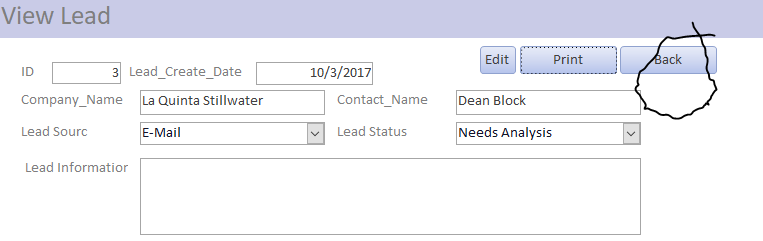 View Lead
Edit Print Back
ID 3 Lead_Create_Date 10/3/2017
Company_Name La Quinta Stillwater Contact_Name Dean Block
Lead Sourc E-Mail Lead Status Needs Analysis
Lead Informatior